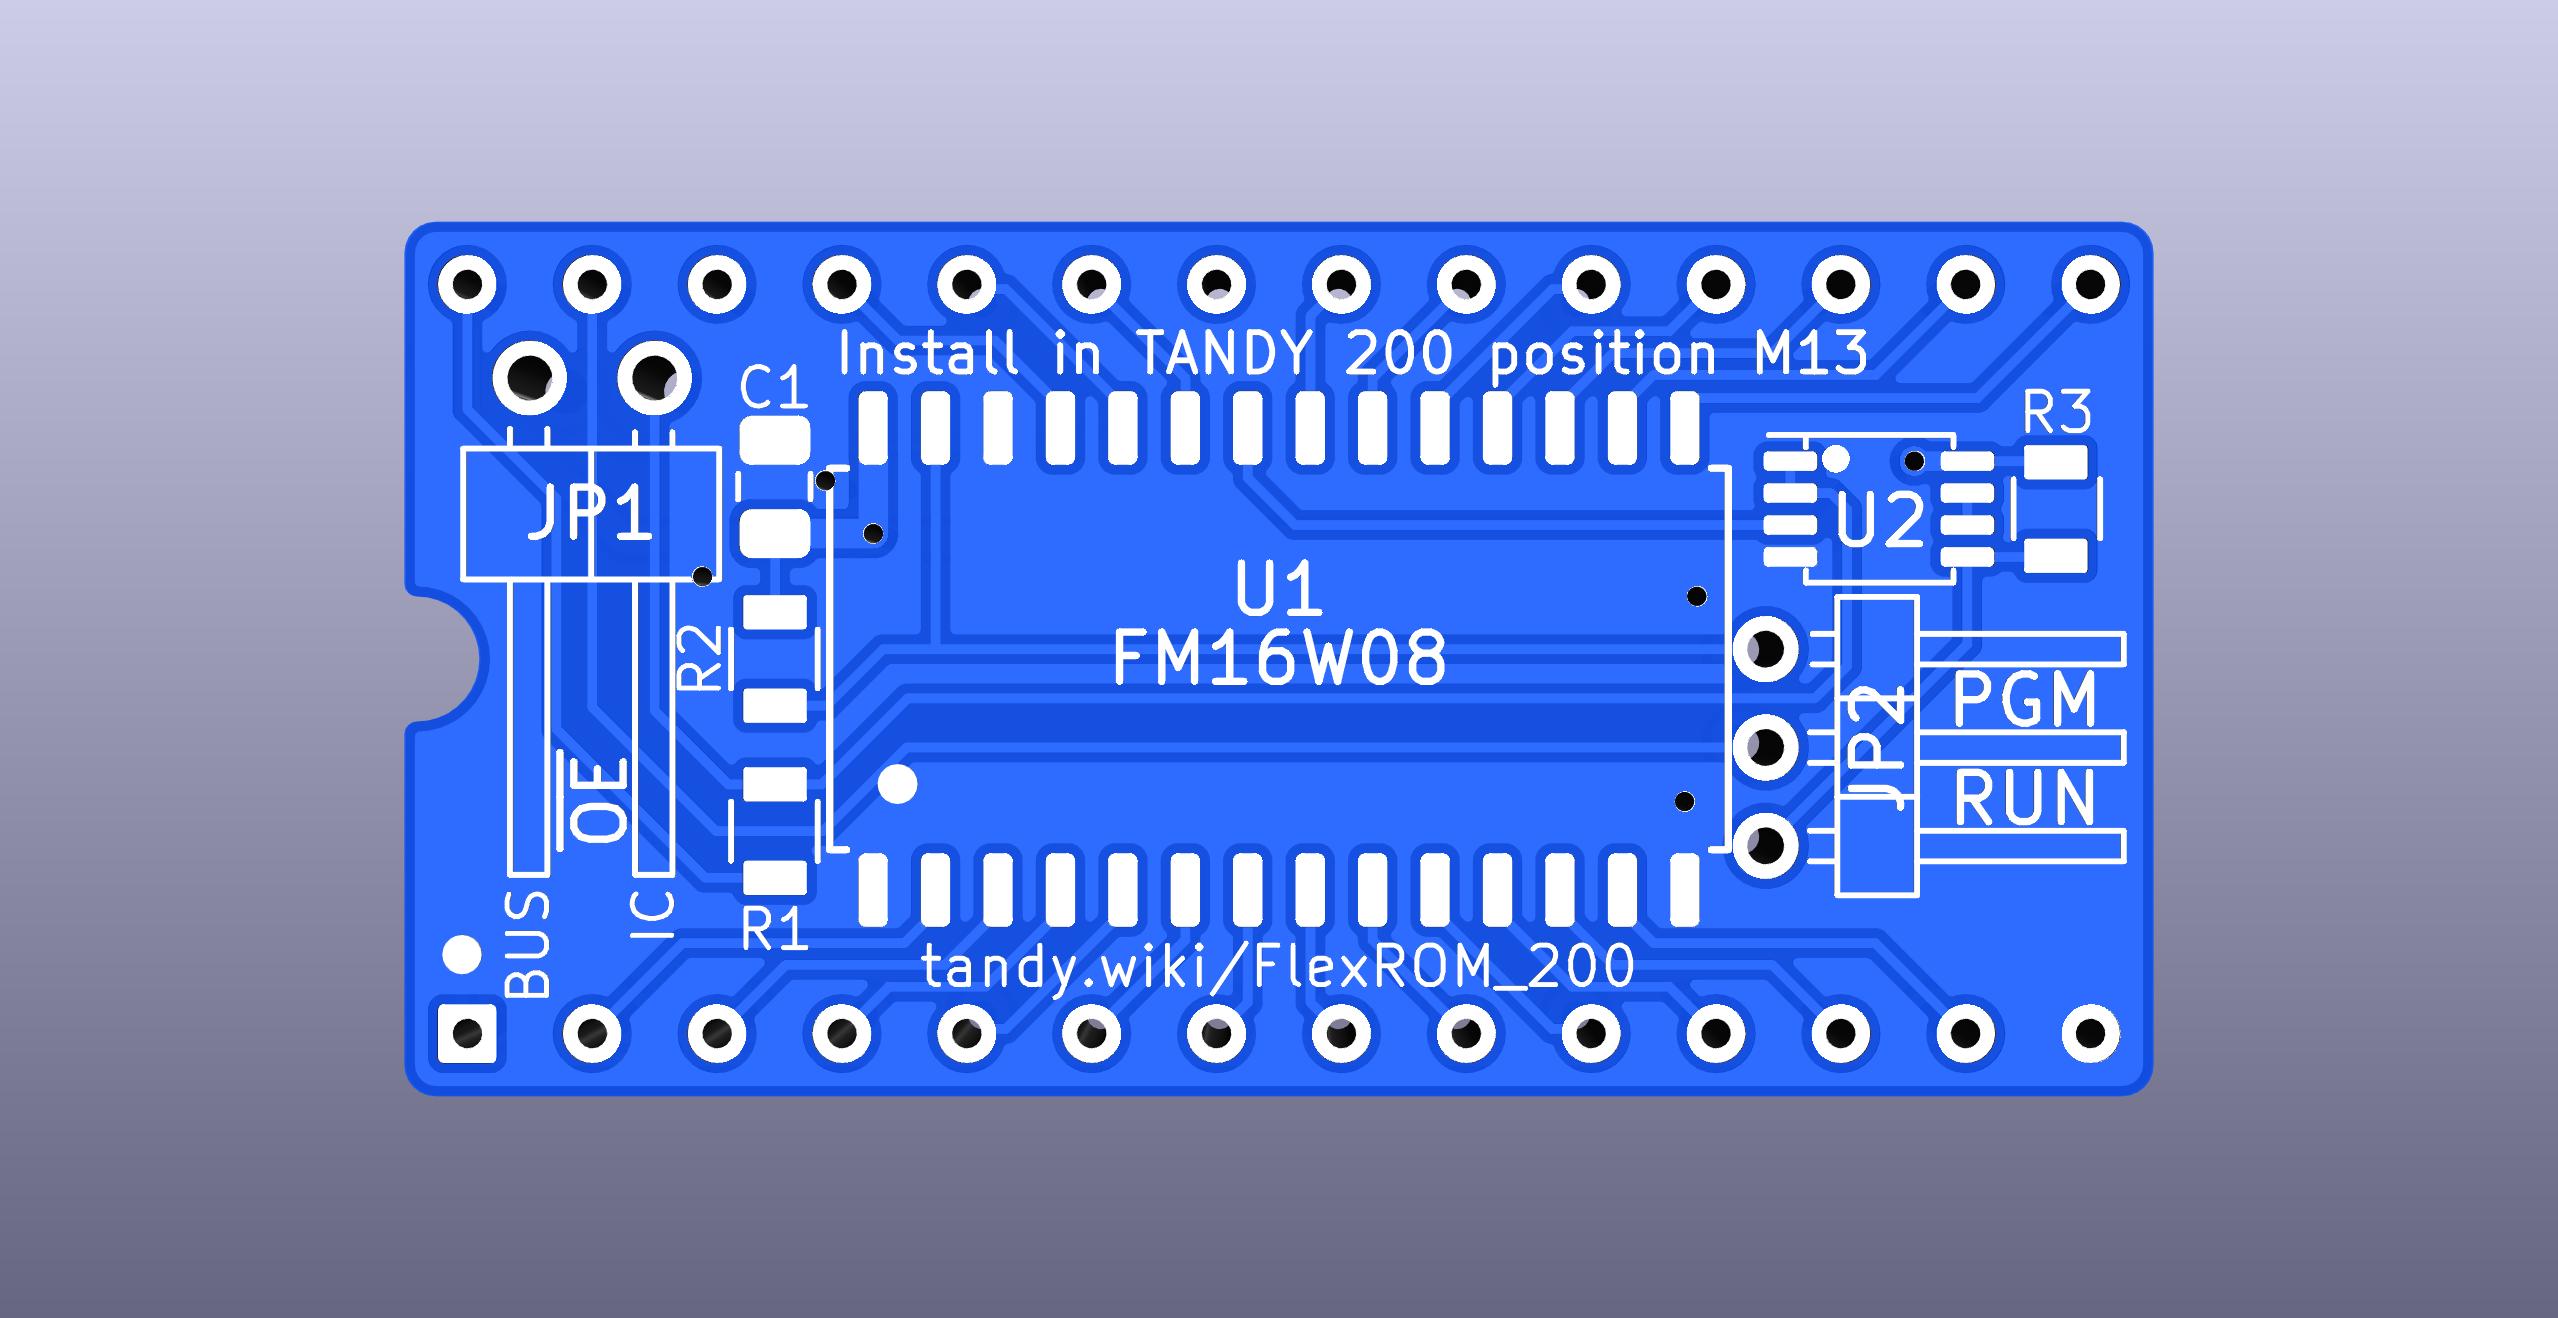 Install in TANDY 200 position M13
C1
R3
JP1
U2
U1
FM16W08
R2
PGM
JP2
RUN
OE
BUS
IC
R1
tandy.wiki/FlexROM_200